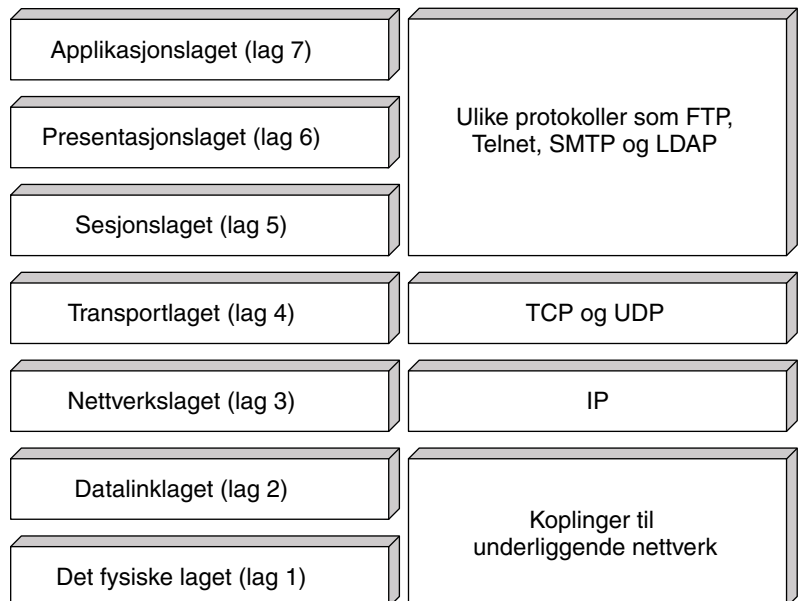 Applikasjonslaget (lag 7)
Presentasjonslaget (lag 6)
Sesjonslaget (lag 5)
Ulike protokoller som FTP,
Telnet, SMTP og LDAP
Transportlaget (lag 4)
TCP og UDP
Nettverkslaget (lag 3)
IP
Datalinklaget (lag 2)
Det fysiske laget (lag 1)
Koplinger til
underliggende nettverk